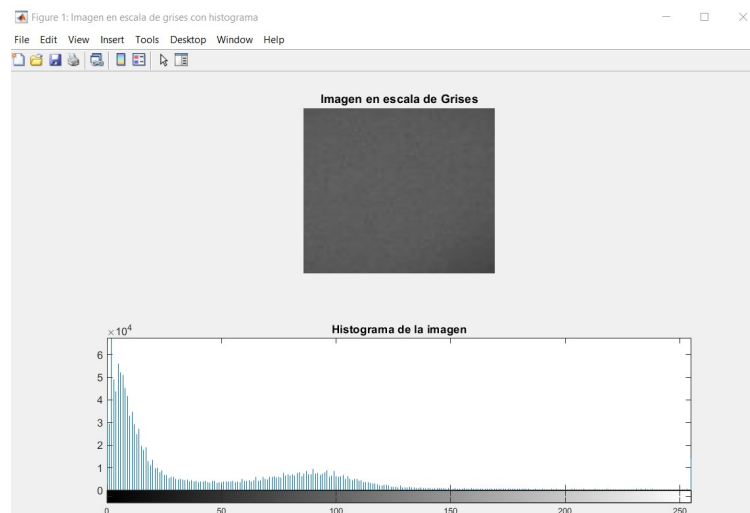 Figure 1: Imagen en escala de grises con histograma
File Edit View Insert Tools Desktop Window Help
Imagen en escala de Grises
Histograma de la imagen
×10⁴
6
5
4
3
2
1
0
0 50 100 150 200 250